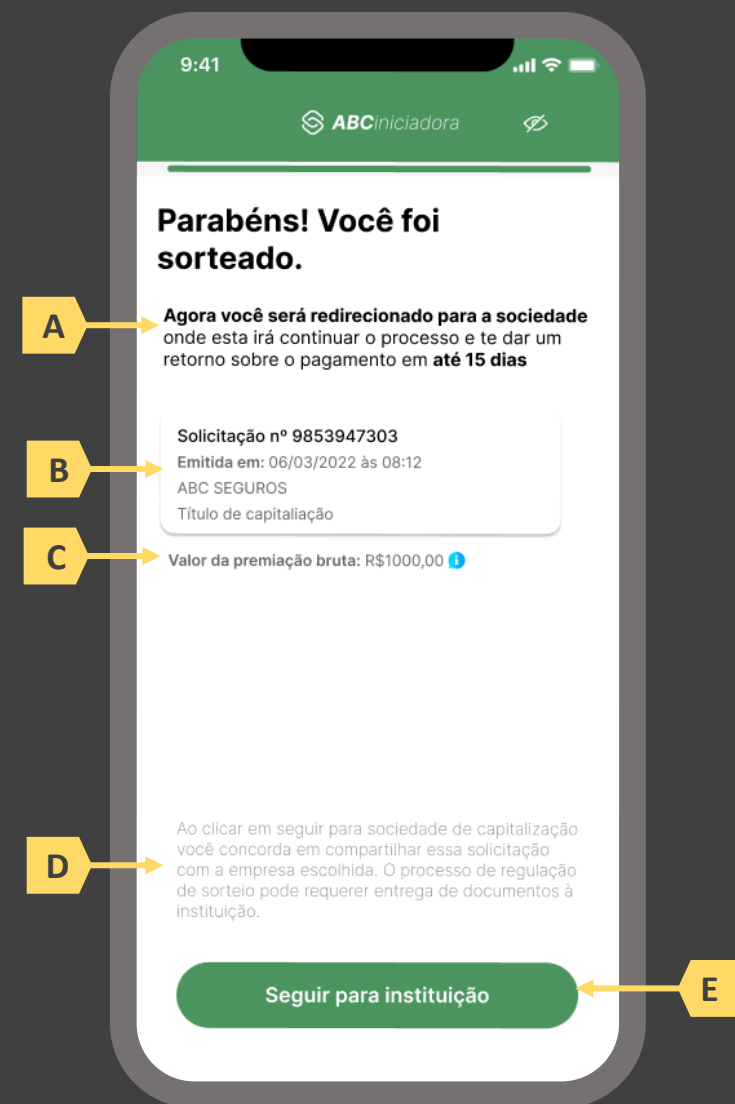 9:41
ABCiniciadora
Parabéns! Você foi
sorteado.
A
Agora você será redirecionado para a sociedade
onde esta irá continuar o processo e te dar um
retorno sobre o pagamento em até 15 dias
B
Solicitação nº 9853947303
Emitida em: 06/03/2022 às 08:12
ABC SEGUROS
Título de capitaliação
C
Valor da premiação bruta: R$1000,00
D
Ao clicar em seguir para sociedade de capitalização
você concorda em compartilhar essa solicitação
com a empresa escolhida. O processo de regulação
de sorteio pode requerer entrega de documentos à
instituição.
Seguir para instituição
E